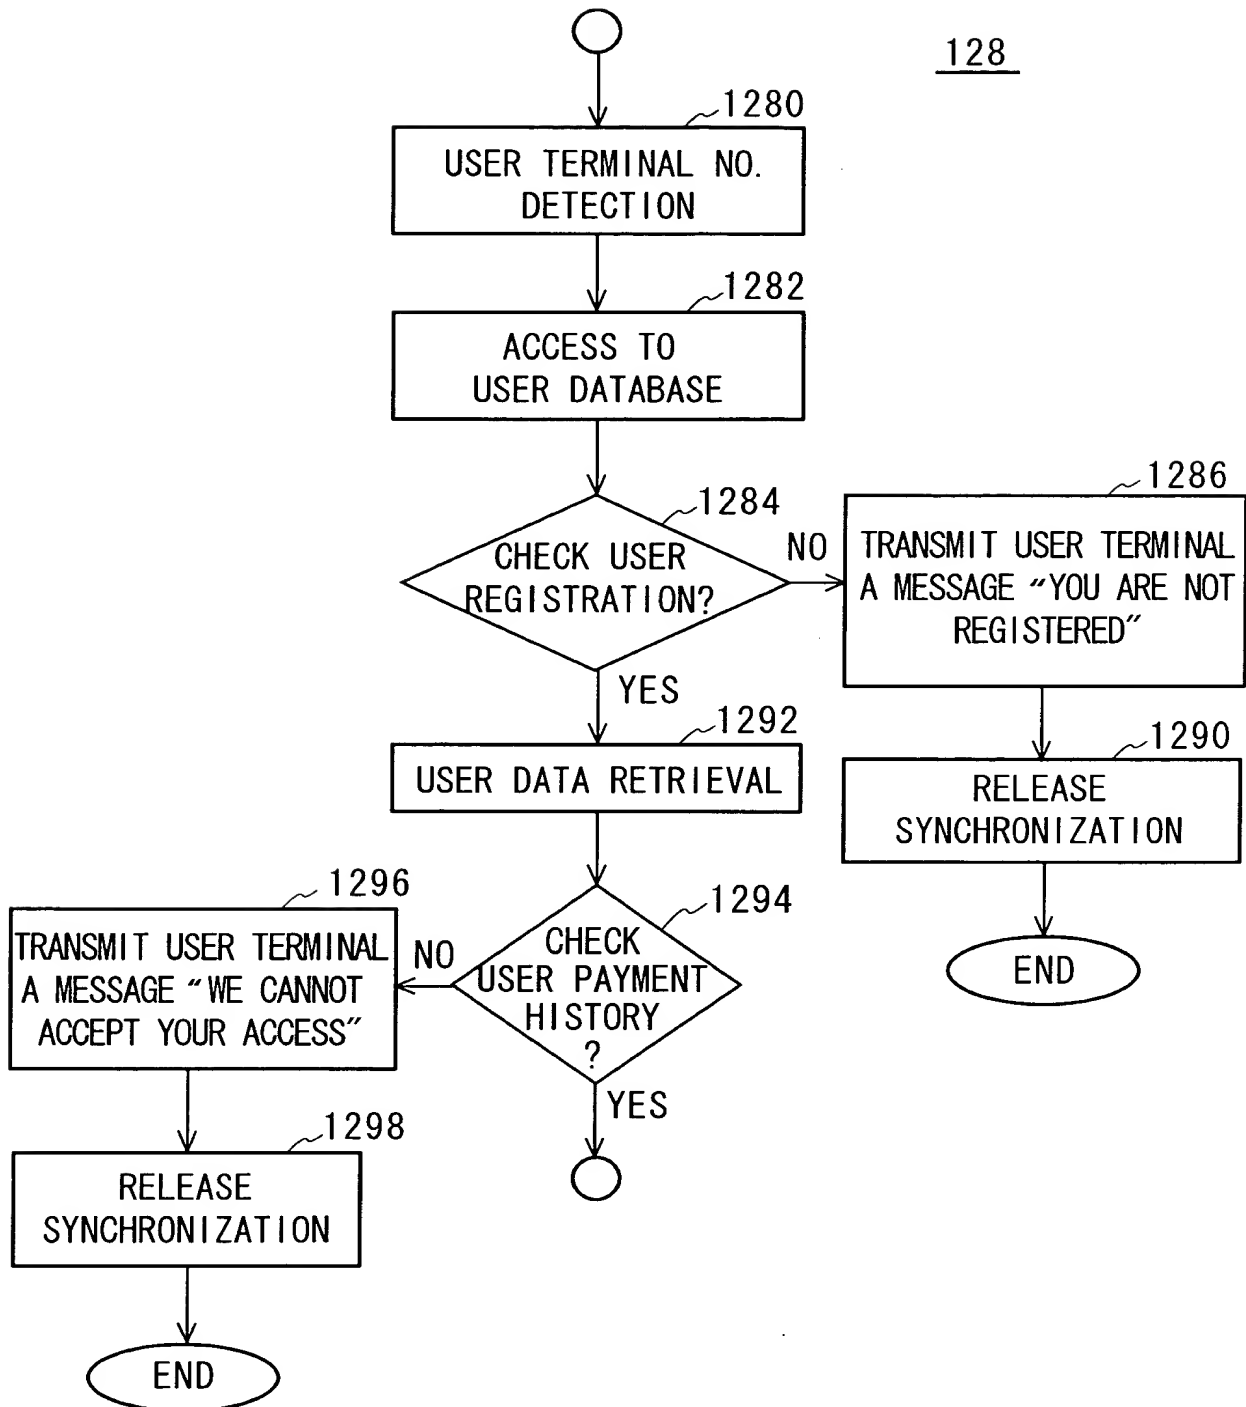 128
1280
USER TERMINAL NO.
DETECTION
1282
ACCESS TO
USER DATABASE
1284
CHECK USER
REGISTRATION?
NO
1286
TRANSMIT USER TERMINAL
A MESSAGE "YOU ARE NOT
REGISTERED"
YES
1290
RELEASE
SYNCHRONIZATION
END
1292
USER DATA RETRIEVAL
1294
CHECK
USER PAYMENT
HISTORY
?
NO
1296
TRANSMIT USER TERMINAL
A MESSAGE "WE CANNOT
ACCEPT YOUR ACCESS"
YES
1298
RELEASE
SYNCHRONIZATION
END